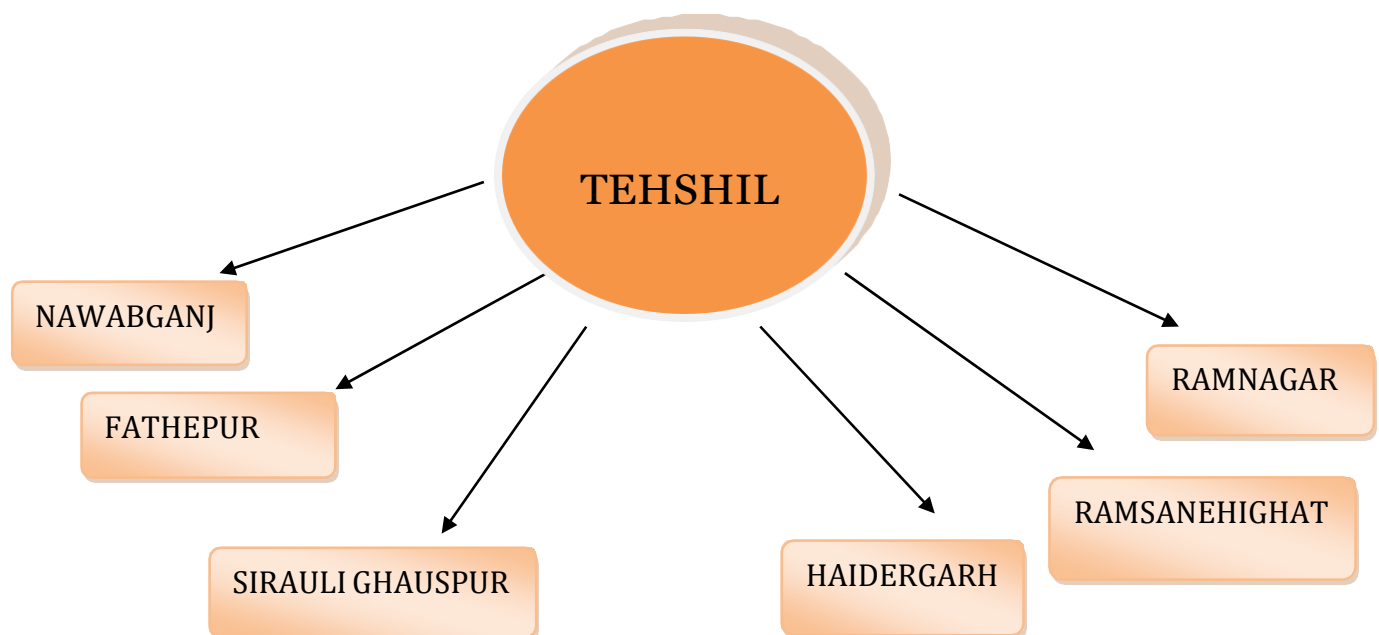 TEHSHIL
NAWABGANJ
RAMNAGAR
FATHEPUR
RAMSANEHIGHAT
SIRAULI GHAUSPUR
HAIDERGARH